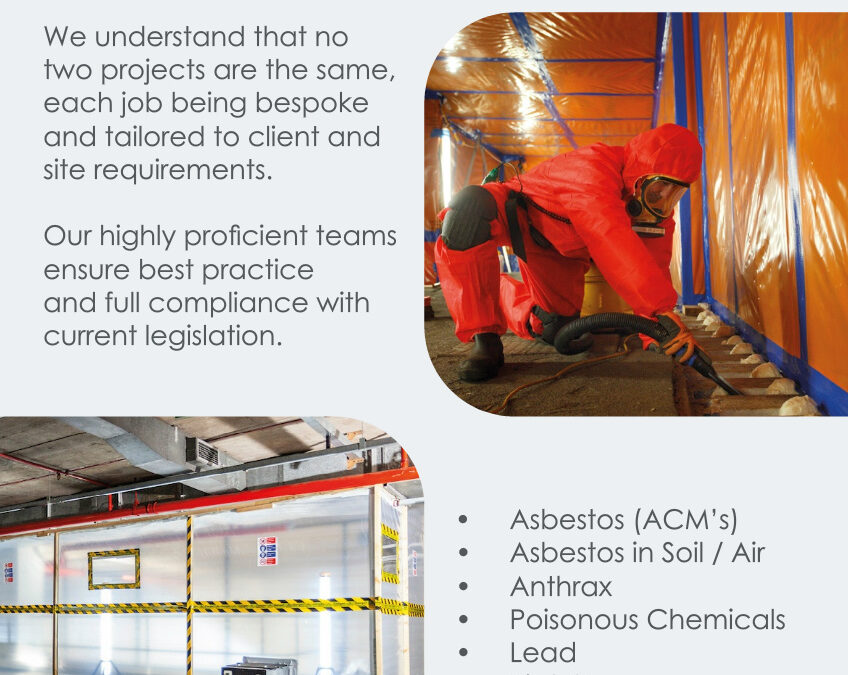 We understand that no
two projects are the same,
each job being bespoke
and tailored to client and
site requirements.
Our highly proficient teams
ensure best practice
and full compliance with
current legislation.
• Asbestos (ACM's)
• Asbestos in Soil / Air
• Anthrax
• Poisonous Chemicals
• Lead